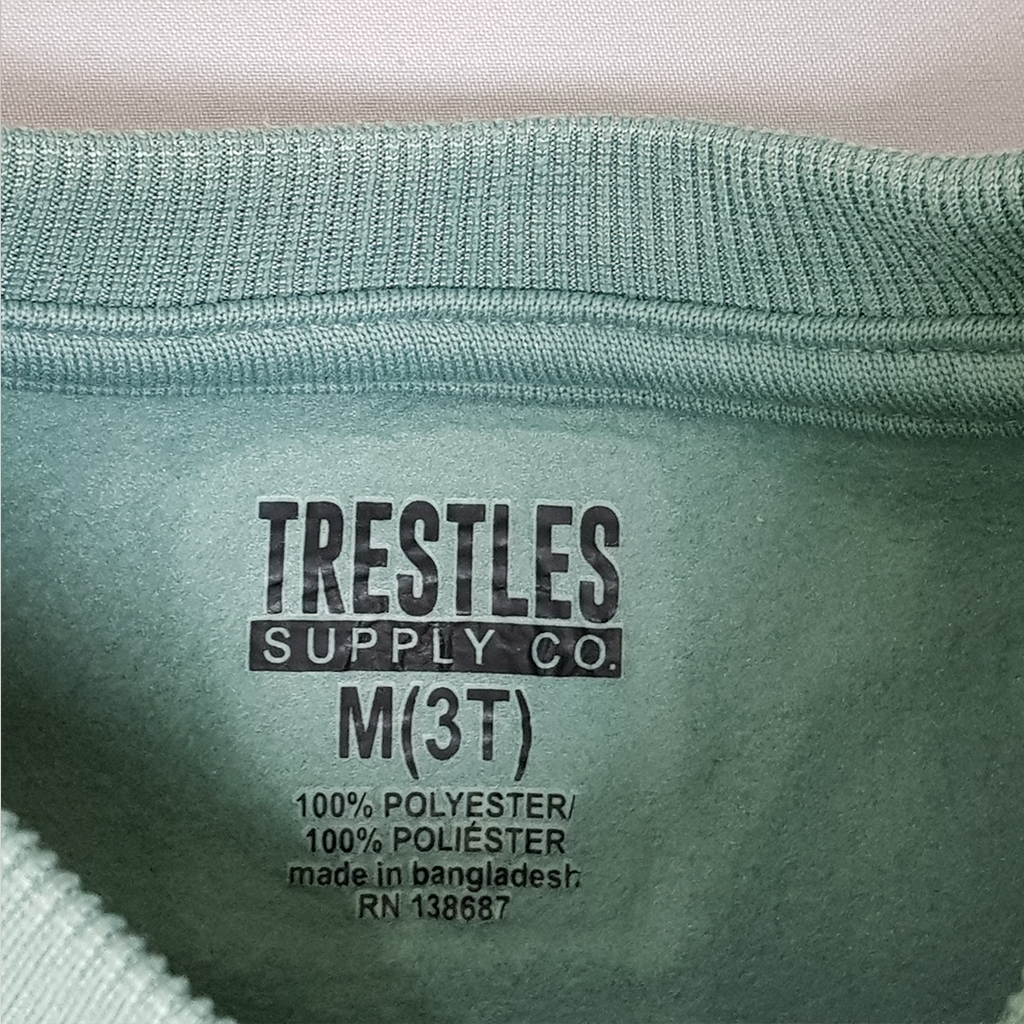 TRESTLES
SUPPLY CO.
M(3T)
100% POLYESTER/
100% POLIÉSTER
made in bangladesh
RN 138687